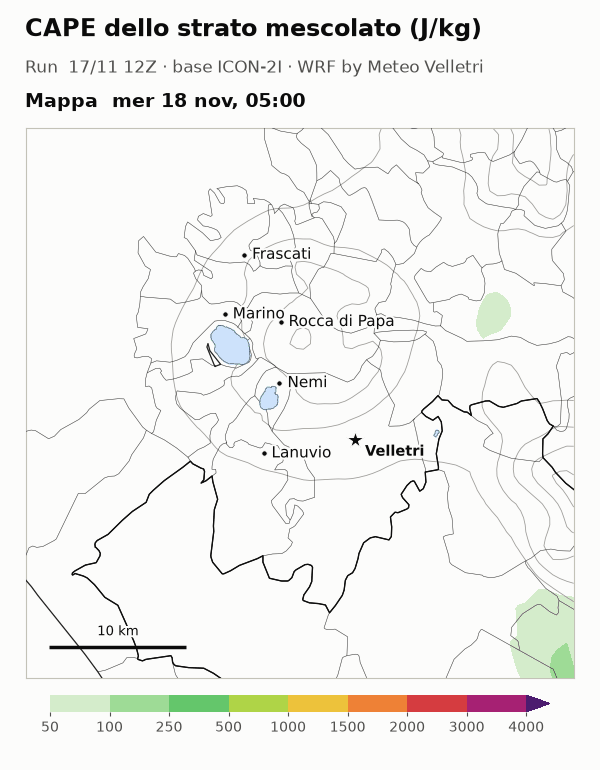 CAPE dello strato mescolato (J/kg)
Run  17/11 12Z · base ICON-2I · WRF by Meteo Velletri
Mappa  mer 18 nov, 05:00
Frascati
Marino
Rocca di Papa
Nemi
Velletri
Lanuvio
10 km
50 100 250 500 1000 1500 2000 3000 4000